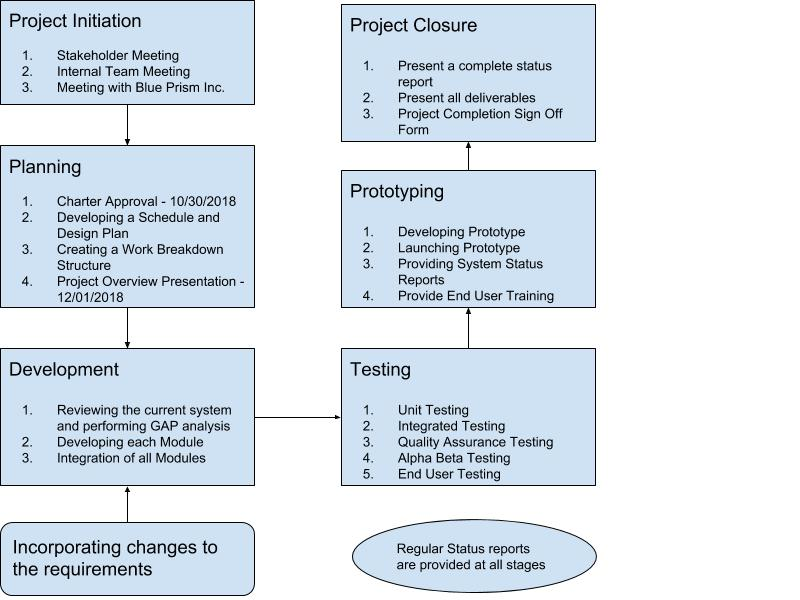 Project Initiation
1. Stakeholder Meeting
2. Internal Team Meeting
3. Meeting with Blue Prism Inc.
Planning
1. Charter Approval - 10/30/2018
2. Developing a Schedule and
Design Plan
3. Creating a Work Breakdown
Structure
4. Project Overview Presentation -
12/01/2018
Development
1. Reviewing the current system
and performing GAP analysis
2. Developing each Module
3. Integration of all Modules
Incorporating changes to
the requirements
Project Closure
1. Present a complete status
report
2. Present all deliverables
3. Project Completion Sign Off
Form
Prototyping
1. Developing Prototype
2. Launching Prototype
3. Providing System Status
Reports
4. Provide End User Training
Testing
1. Unit Testing
2. Integrated Testing
3. Quality Assurance Testing
4. Alpha Beta Testing
5. End User Testing
Regular Status reports
are provided at all stages